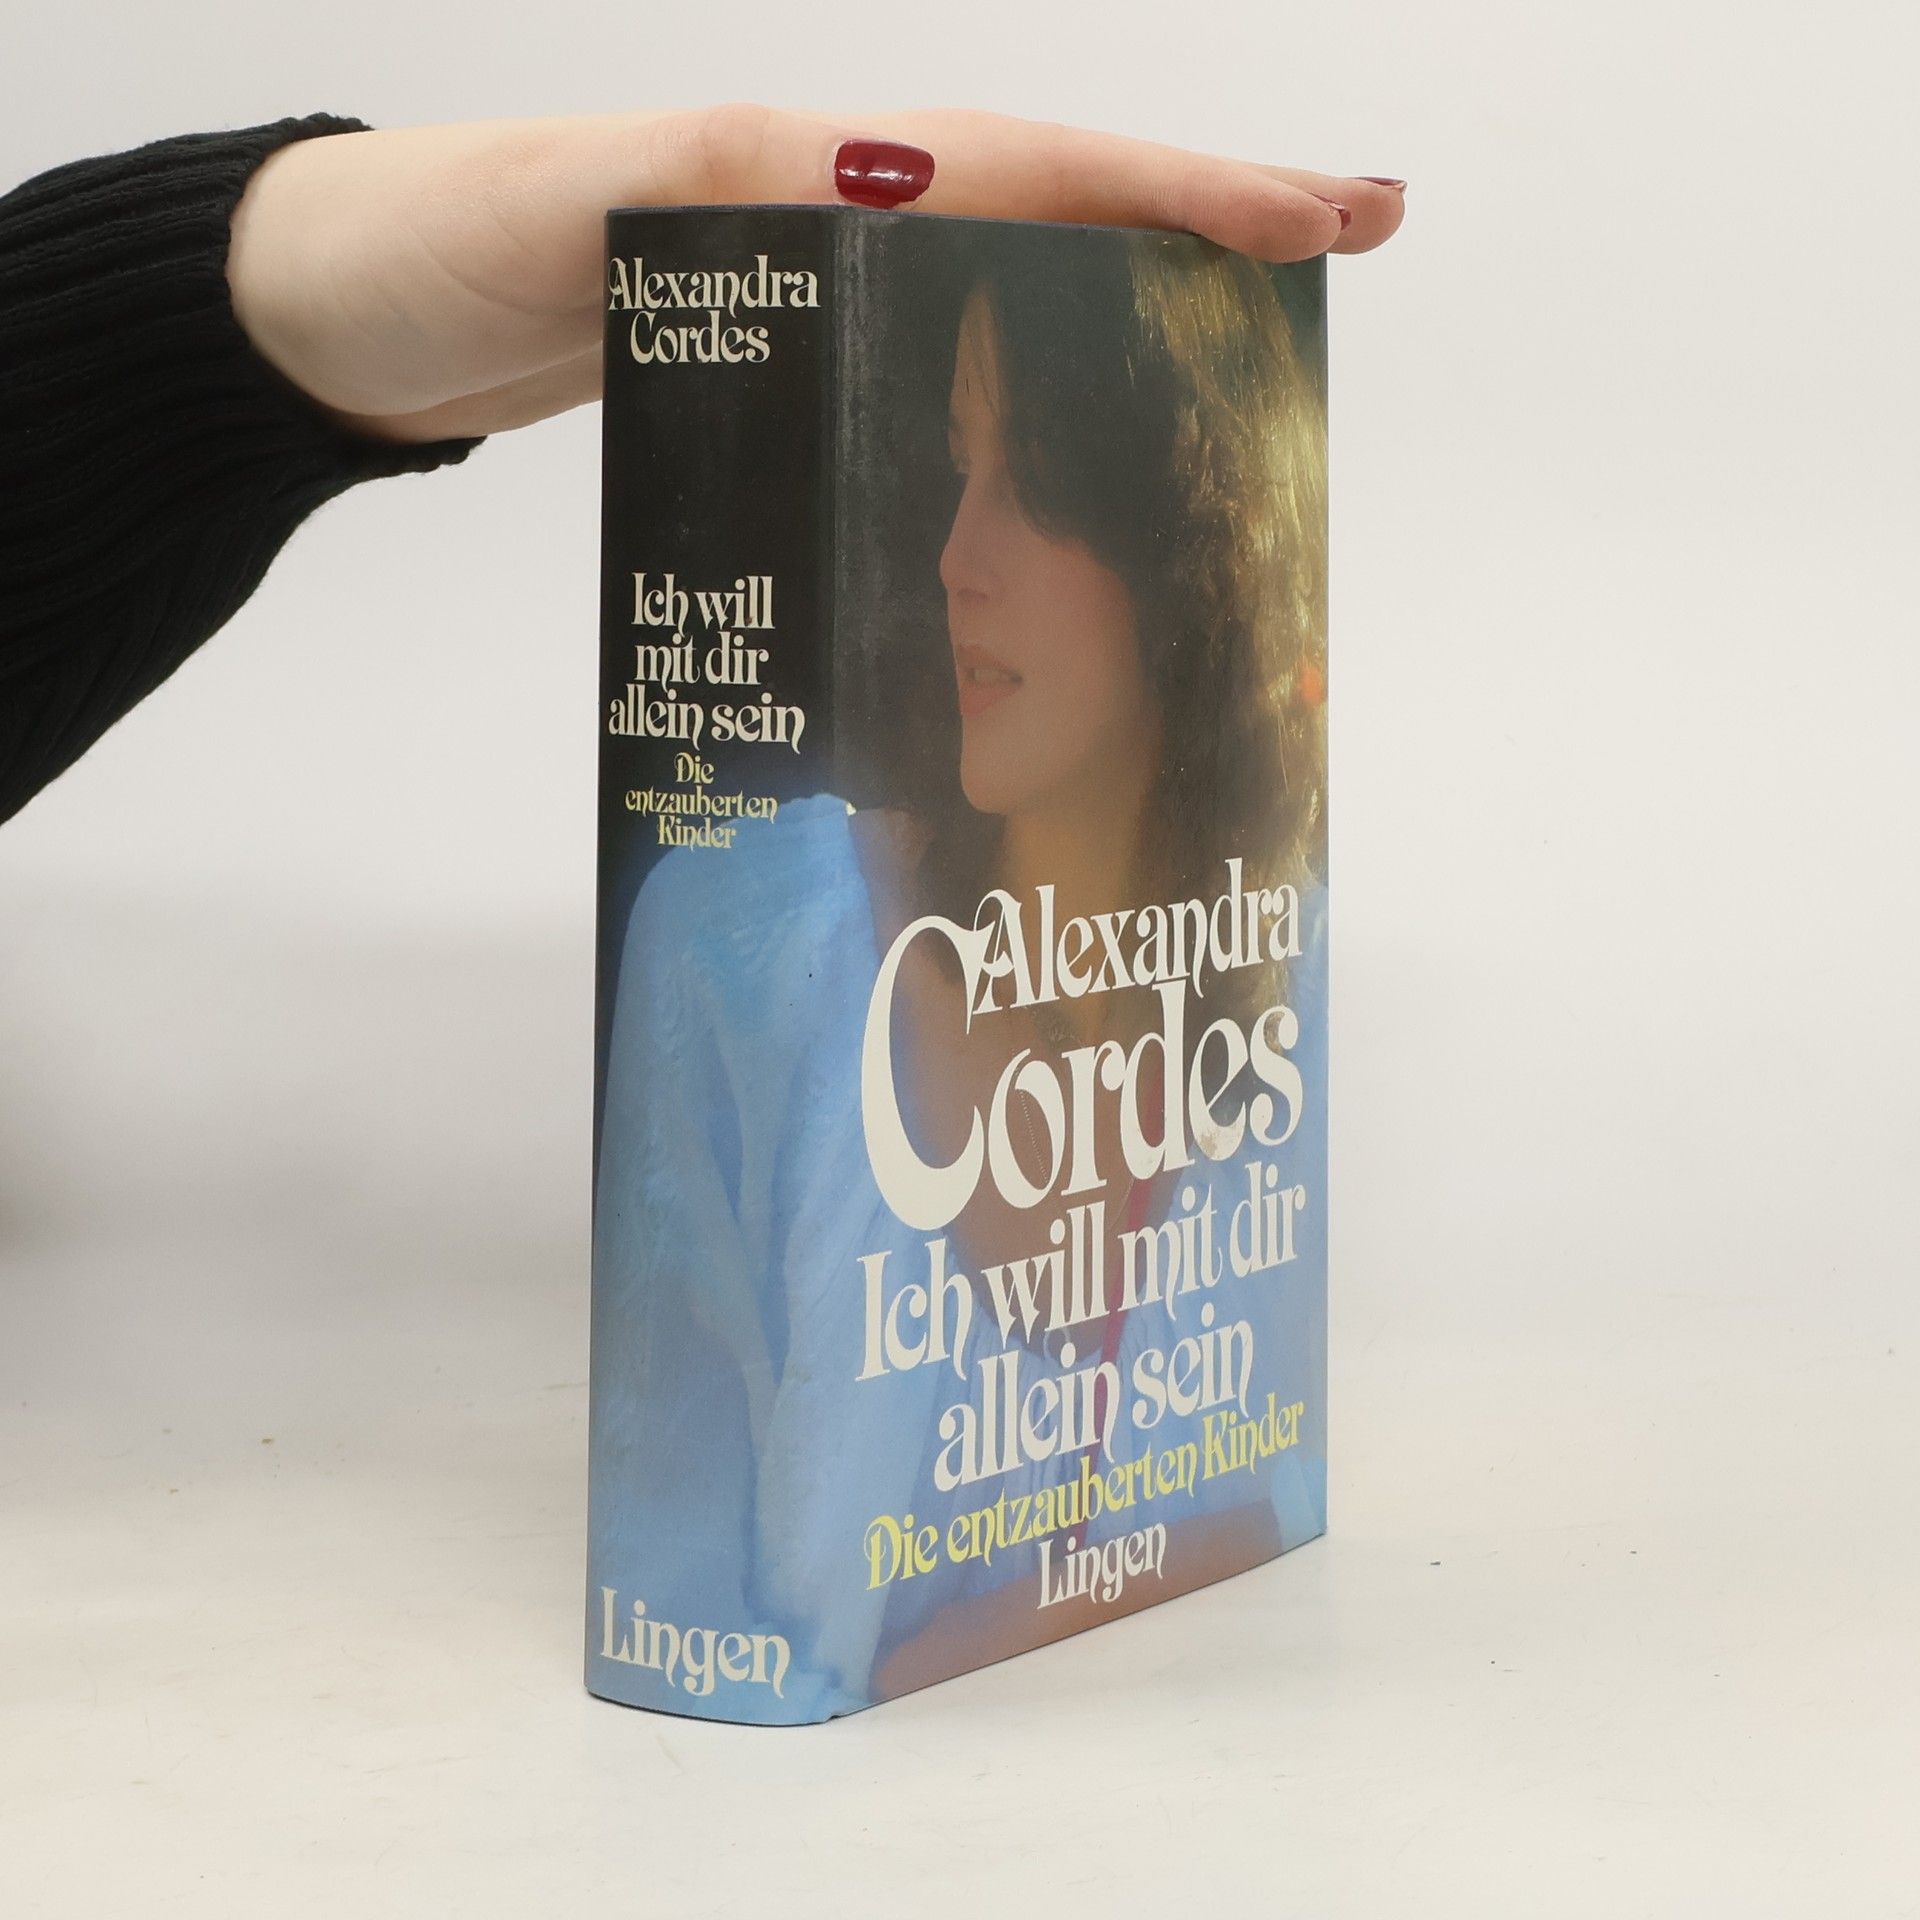 Alexandra
Cordes
Ich will
mit dir
allein sein
Die
entzauberten
Kinder
Lingen
Alexandra
Cordes
Ich will mit dir
allein sein
Die entzauberten Kinder
Lingen